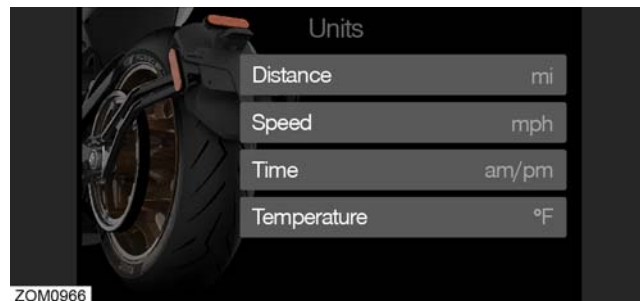 Units
Distance mi
Speed mph
Time am/pm
Temperature °F
ZOM0966